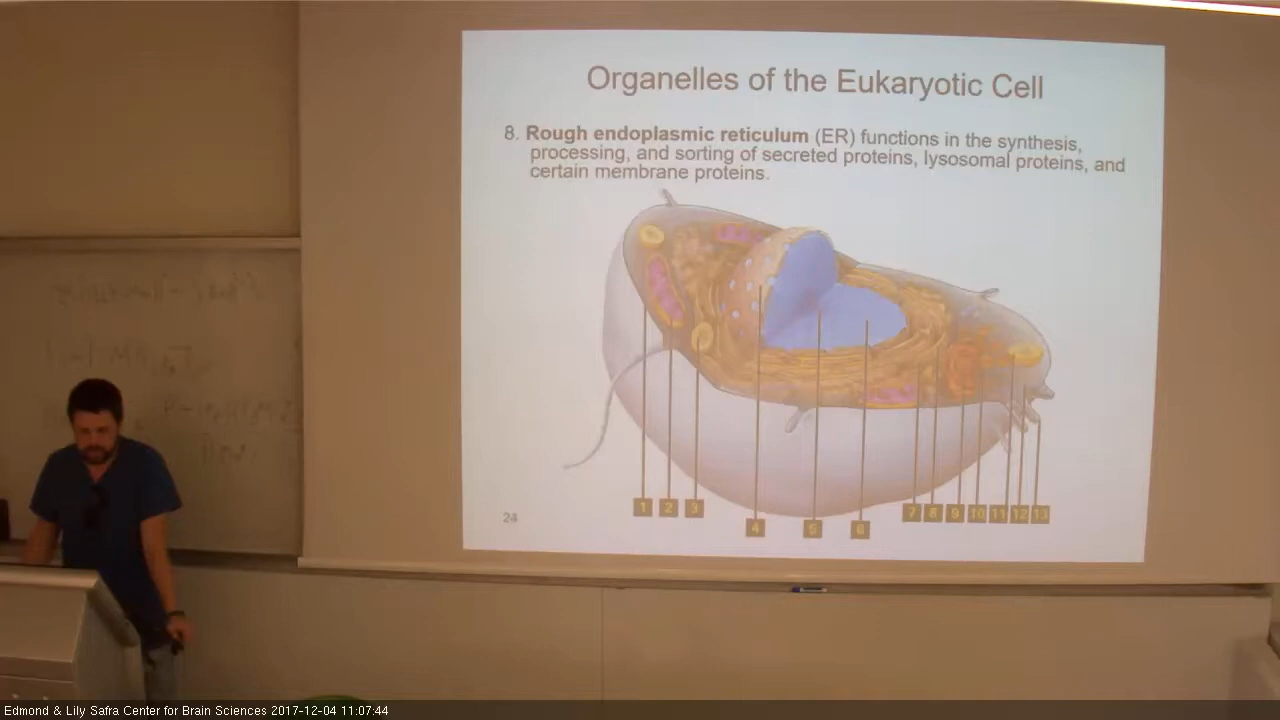 Organelles of the Eukaryotic Cell
8. Rough endoplasmic reticulum (ER) functions in the synthesis,
processing, and sorting of secreted proteins, lysosomal proteins, and
certain membrane proteins.
1 2 3 4 5 6 7 8 9 10 11 12 13
24
Edmond & Lily Safra Center for Brain Sciences 2017-12-04 11:07:44